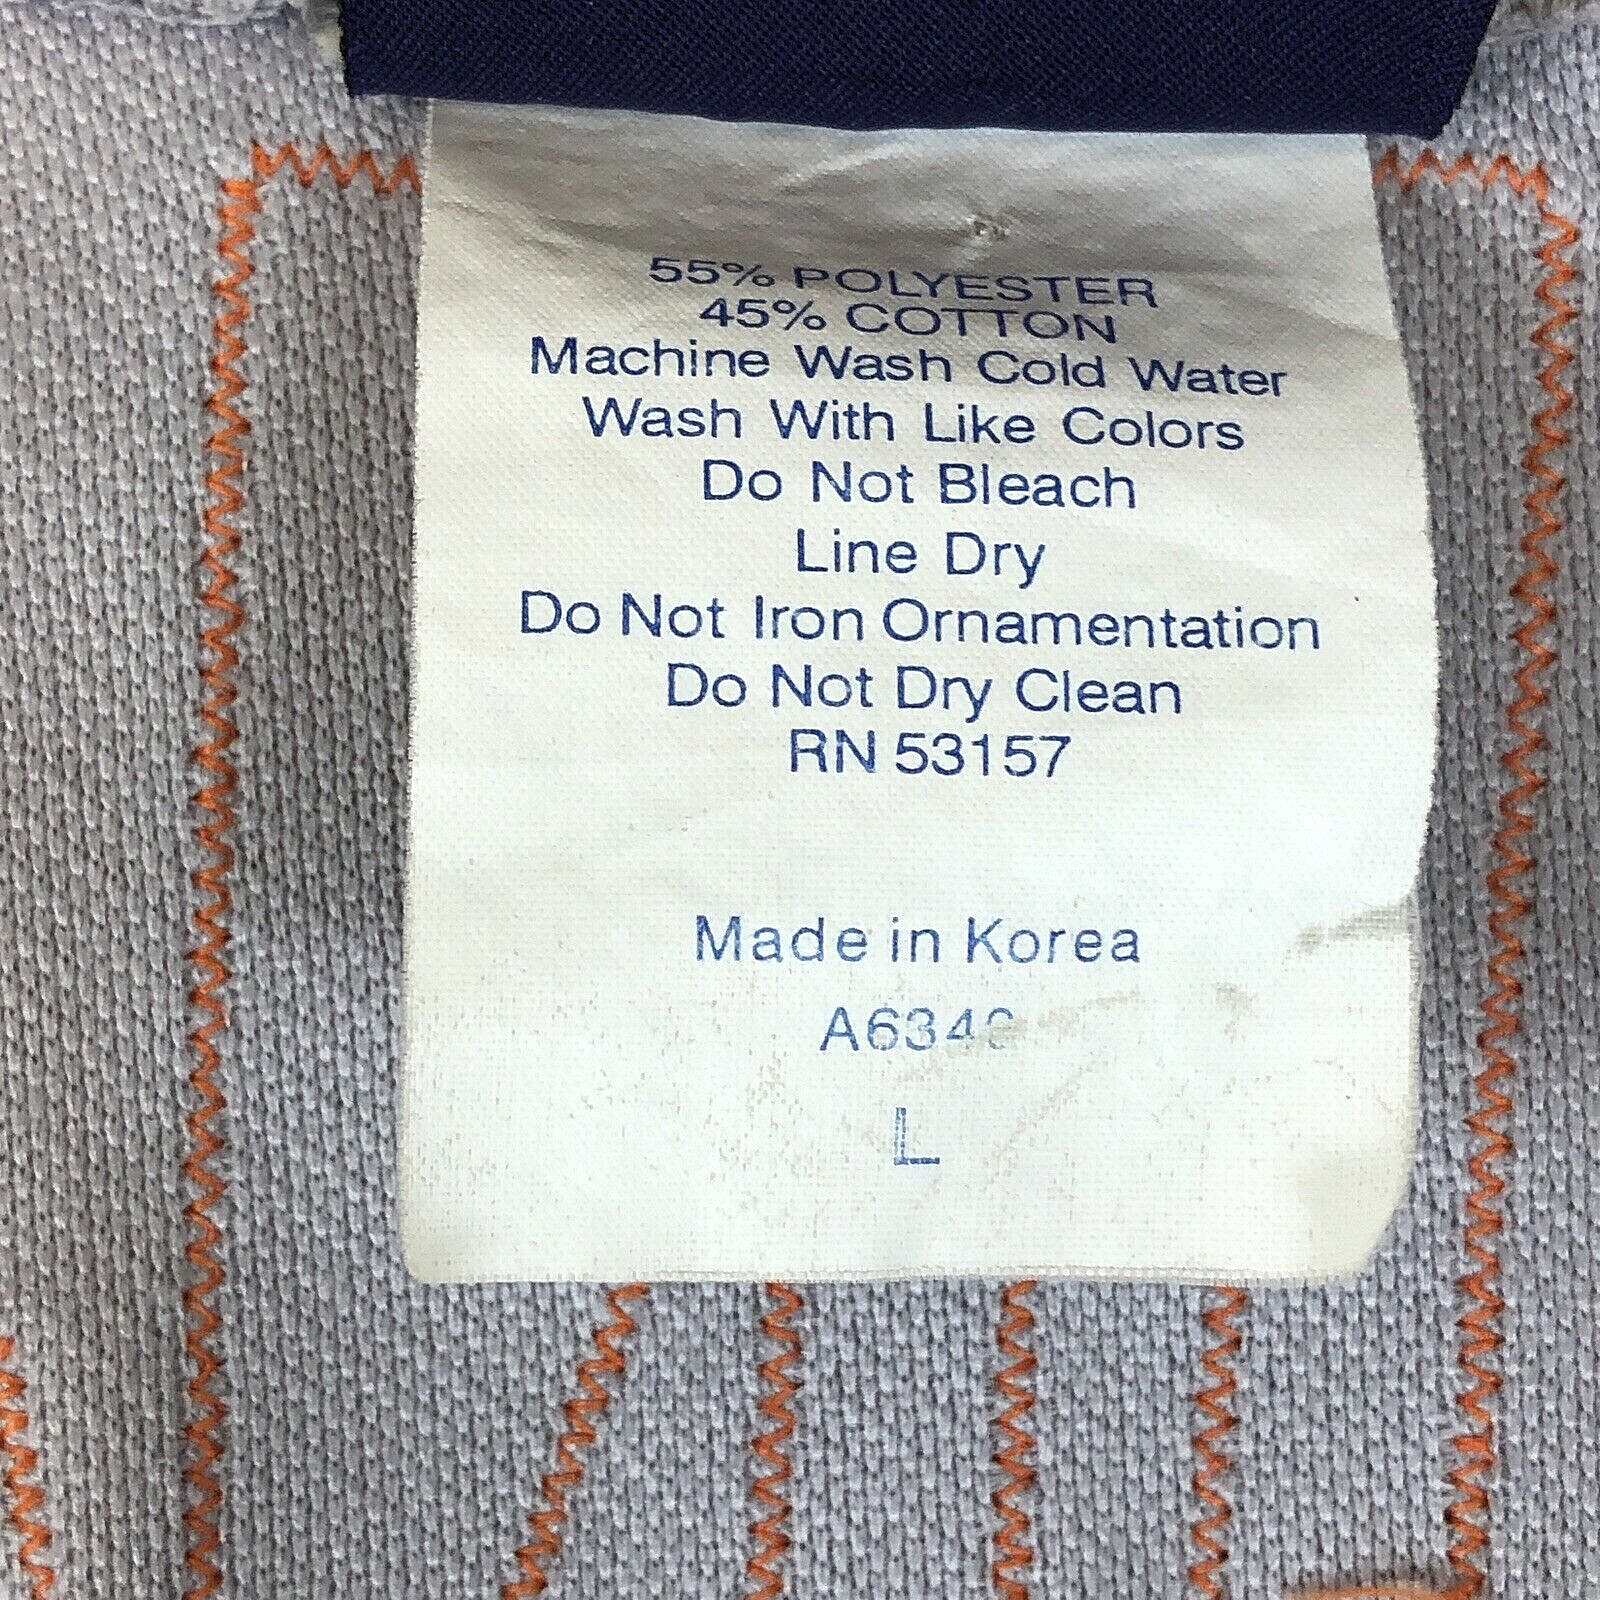 55% POLYESTER
45% COTTON
Machine Wash Cold Water
Wash With Like Colors
Do Not Bleach
Line Dry
Do Not Iron Ornamentation
Do Not Dry Clean
RN 53157
Made in Korea
L